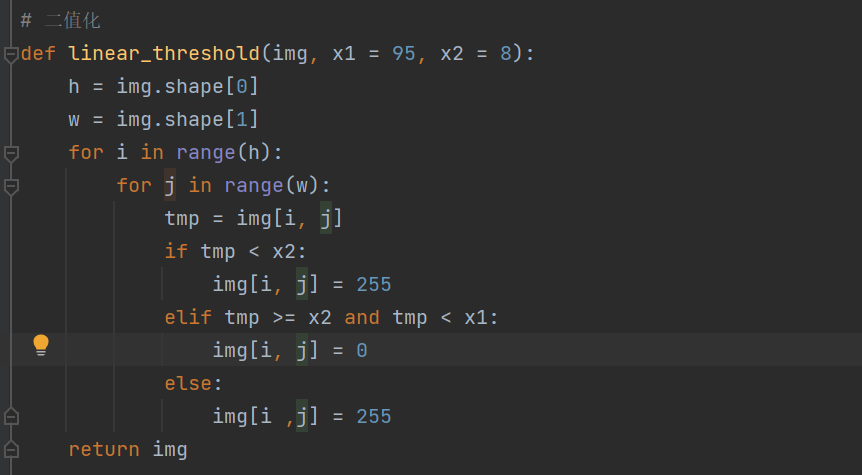 # 二值化
def linear_threshold(img, x1 = 95, x2 = 8):
    h = img.shape[0]
    w = img.shape[1]
    for i in range(h):
        for j in range(w):
            tmp = img[i, j]
            if tmp < x2:
                img[i, j] = 255
            elif tmp >= x2 and tmp < x1:
                img[i, j] = 0
            else:
                img[i ,j] = 255
    return img